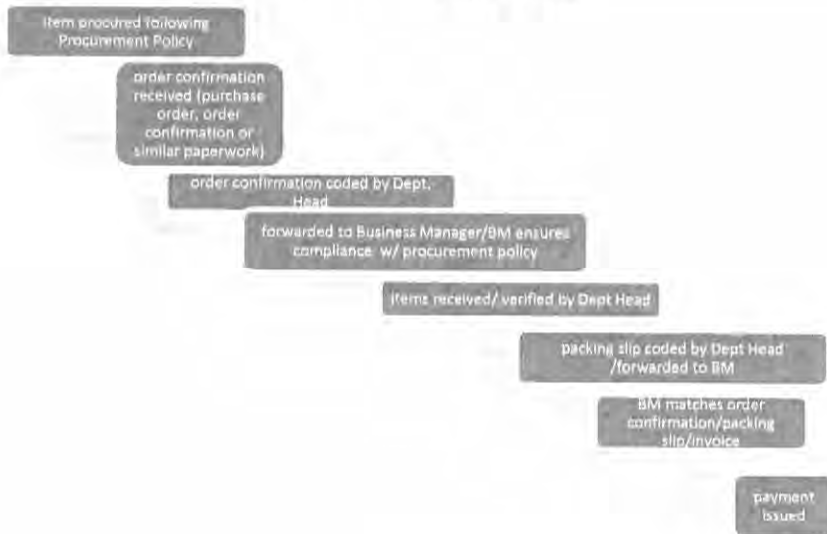 item procured following
Procurement Policy
order confirmation
received (purchase
order, order
confirmation or
similar paperwork)
order confirmation coded by Dept.
Head
forwarded to Business Manager/BM ensures
compliance w/ procurement policy
items received/ verified by Dept Head
packing slip coded by Dept Head
/forwarded to BM
BM matches order
confirmation/packing
slip/invoice
payment
issued